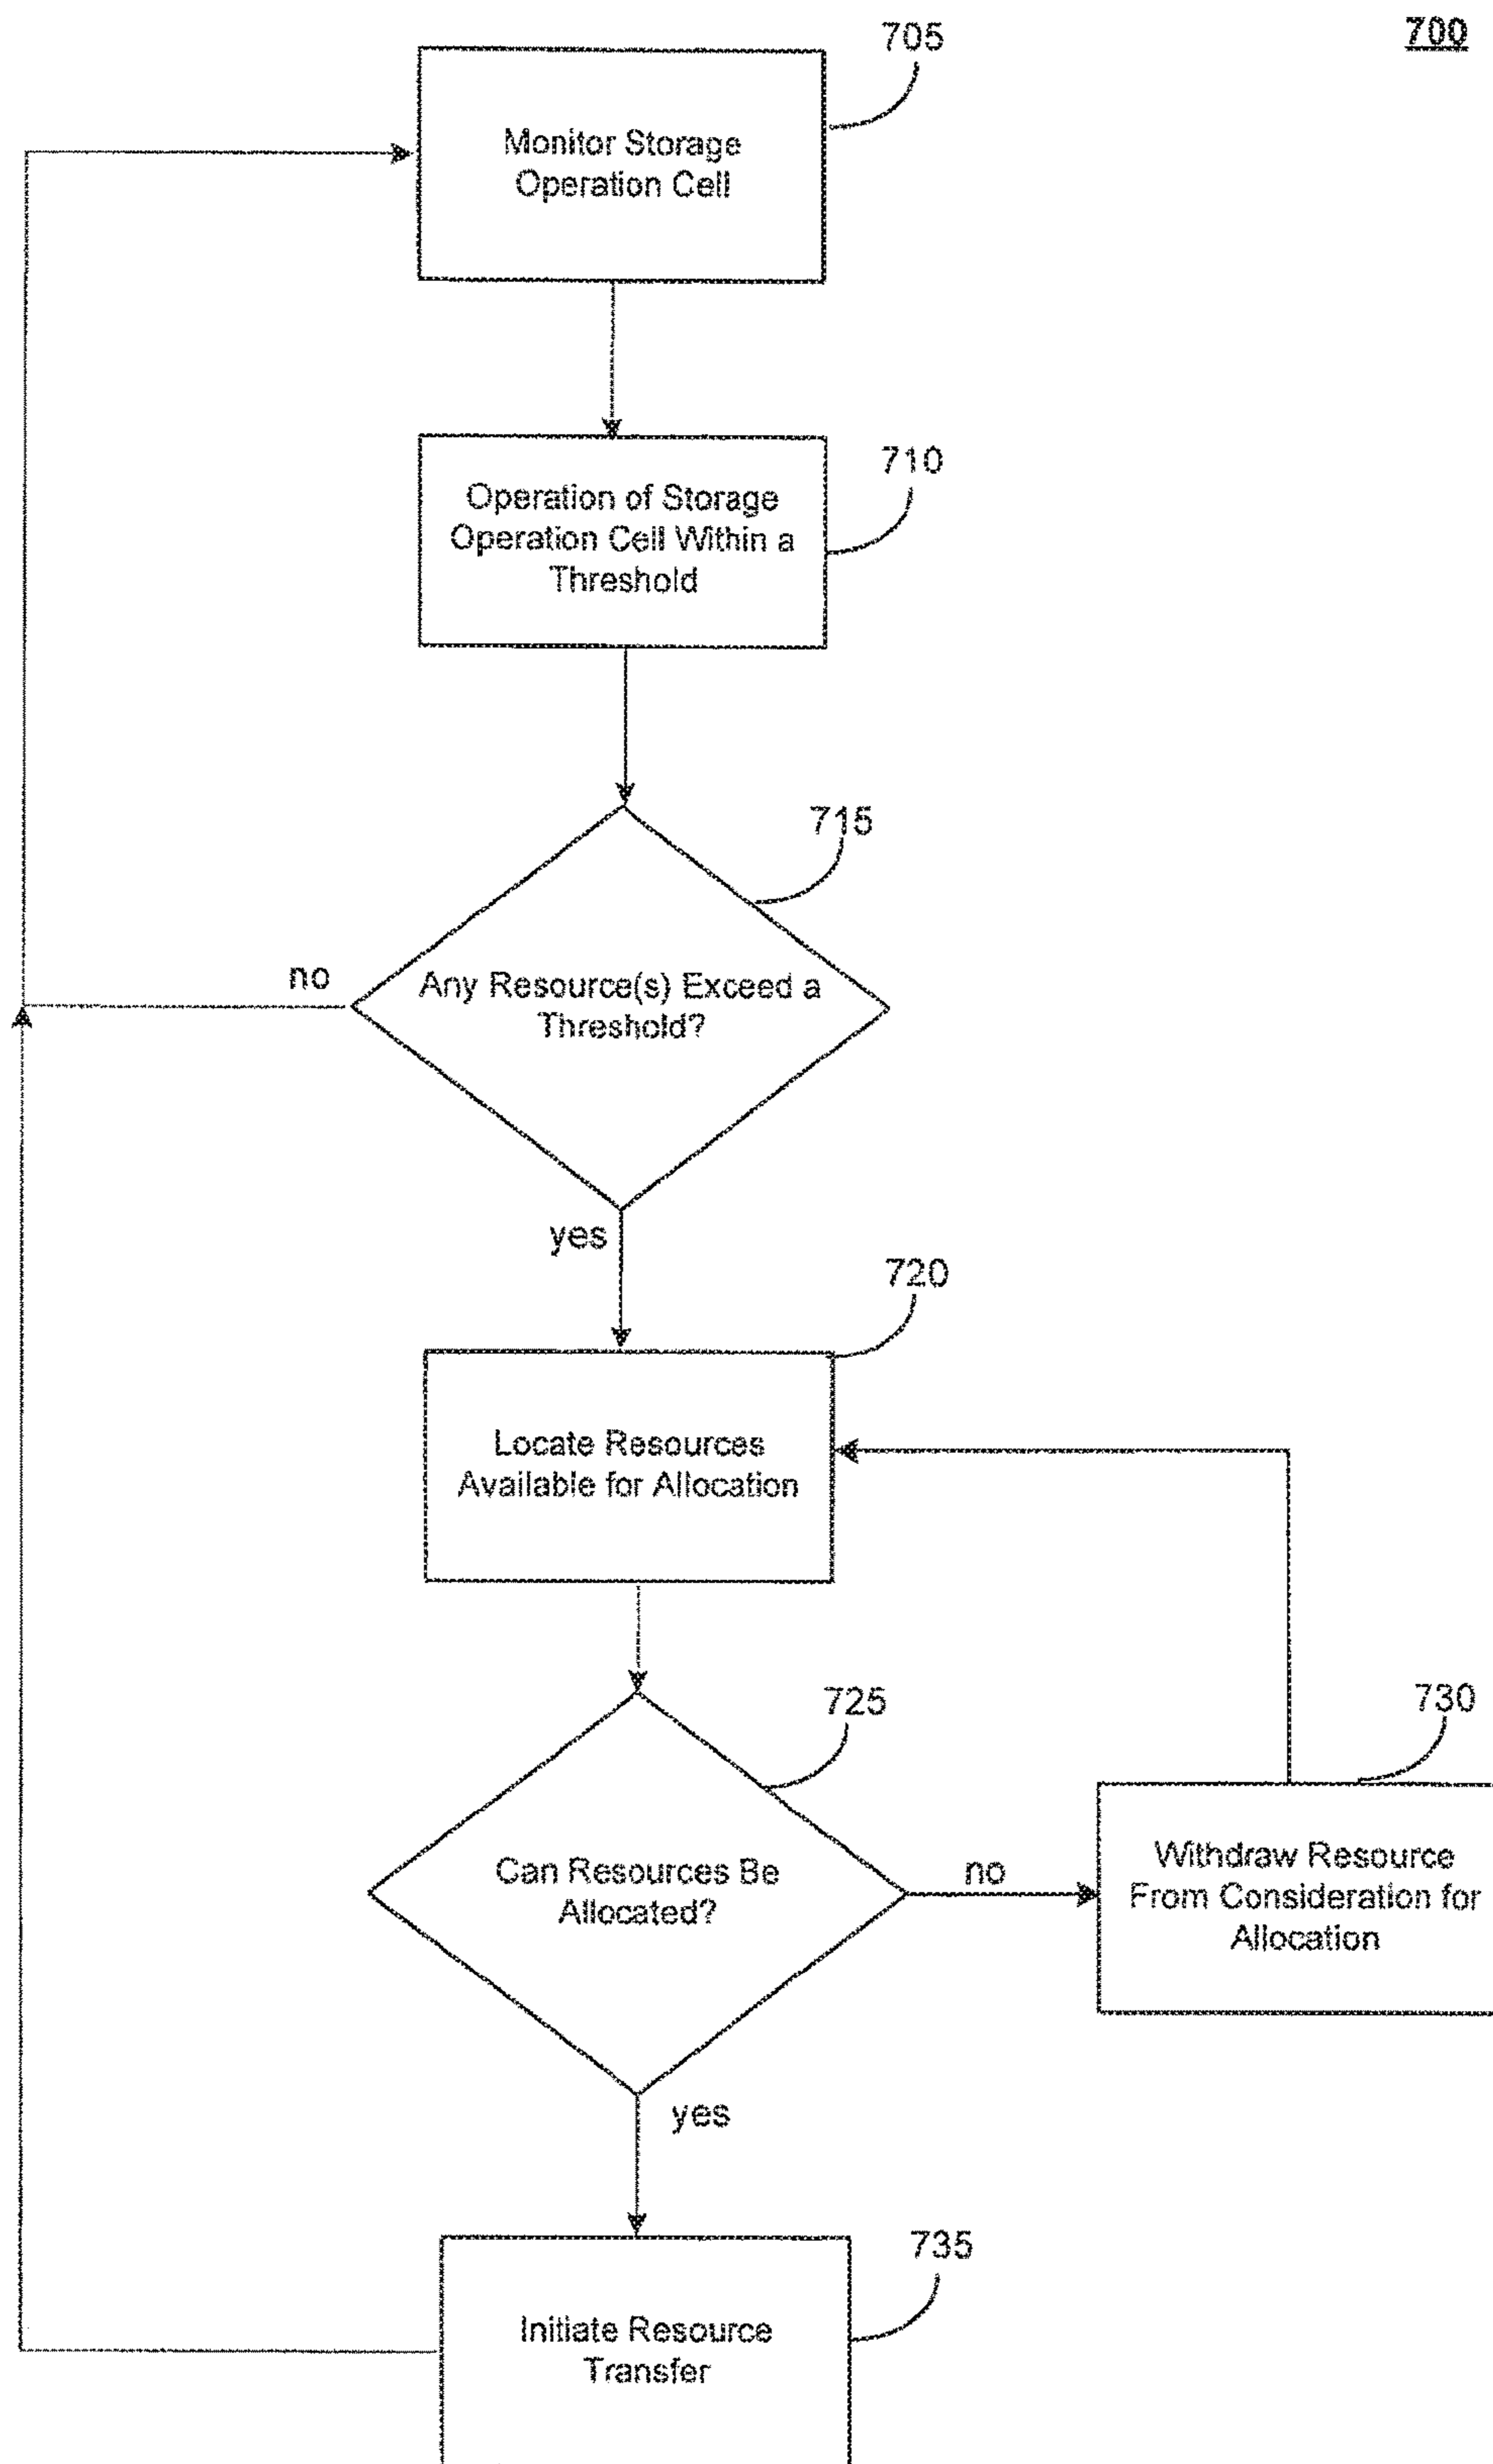 700
705
Monitor Storage
Operation Cell
710
Operation of Storage
Operation Cell Within a
Threshold
715
no
Any Resource(s) Exceed a
Threshold?
yes
720
Locate Resources
Available for Allocation
725
730
Can Resources Be
Allocated?
no
Withdraw Resource
From Consideration for
Allocation
yes
735
Initiate Resource
Transfer